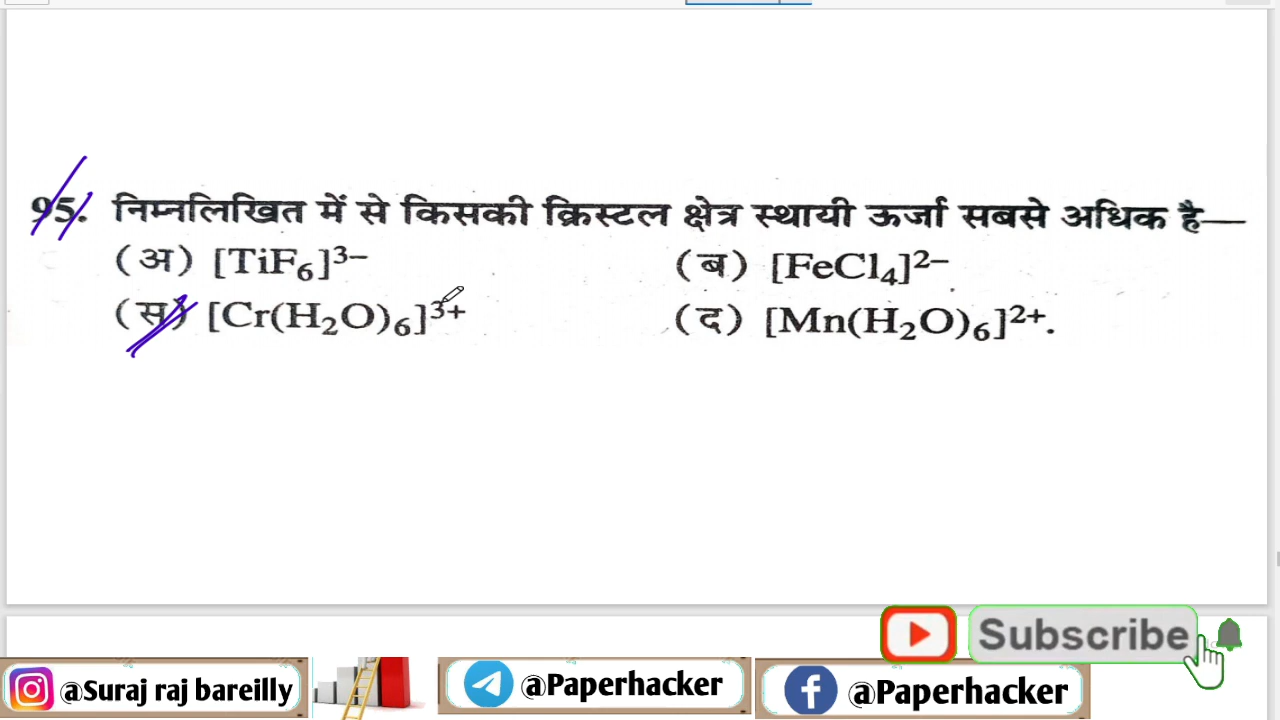 95. निम्नलिखित में से किसकी क्रिस्टल क्षेत्र स्थायी ऊर्जा सबसे अधिक है—
(अ) [TiF₆]³⁻ (ब) [FeCl₄]²⁻
(स) [Cr(H₂O)₆]³⁺ (द) [Mn(H₂O)₆]²⁺.
Subscribe
@Suraj raj bareilly @Paperhacker @Paperhacker